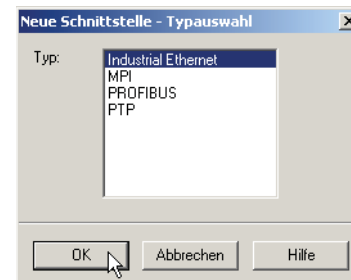 Neue Schnittstelle - Typauswahl
Typ:
Industrial Ethernet
MPI
PROFIBUS
PTP
OK
Abbrechen
Hilfe